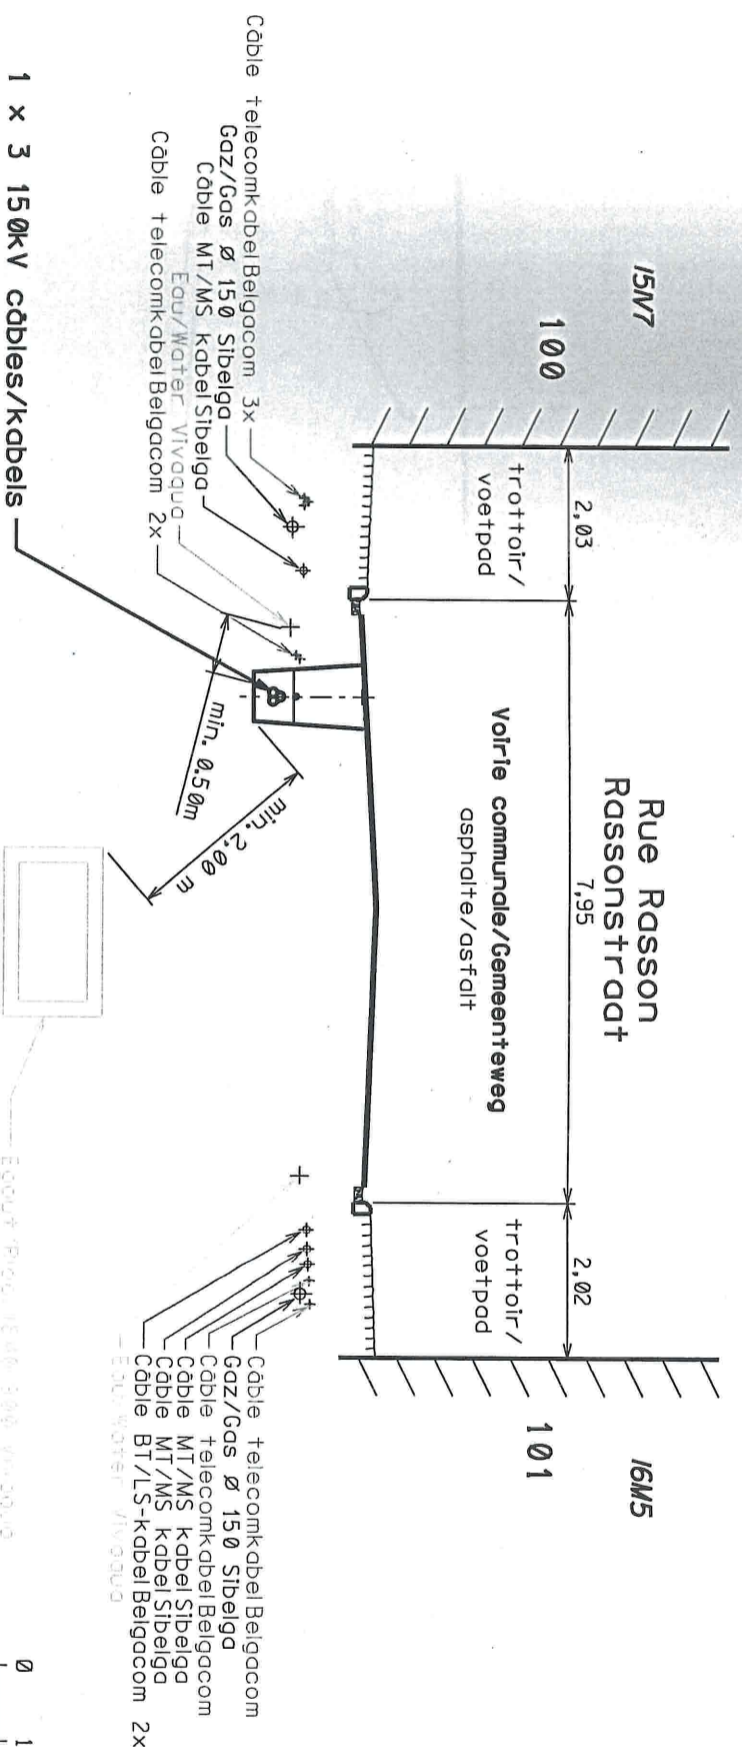 Rue Rasson
Rassonstraat
I5N7
100
I6M5
101
2,03
7,95
2,02
trottoir/
voetpad
Voirie communale/Gemeenteweg
asphalte/asfalt
trottoir/
voetpad
Câble telecomkabel Belgacom 3x
Gaz/Gas Ø 150 Sibelga
Câble MT/MS kabel Sibelga
Eau/Water Vivaqua
Câble telecomkabel Belgacom 2x
min. 0.50m
min. 2,00 m
1 x 3 150kV câbles/kabels
Câble telecomkabel Belgacom
Gaz/Gas Ø 150 Sibelga
Câble telecomkabel Belgacom
Câble MT/MS kabel Sibelga
Câble MT/MS kabel Sibelga
Câble BT/LS-kabel Belgacom 2x
Eau/Water Vivaqua
0 1